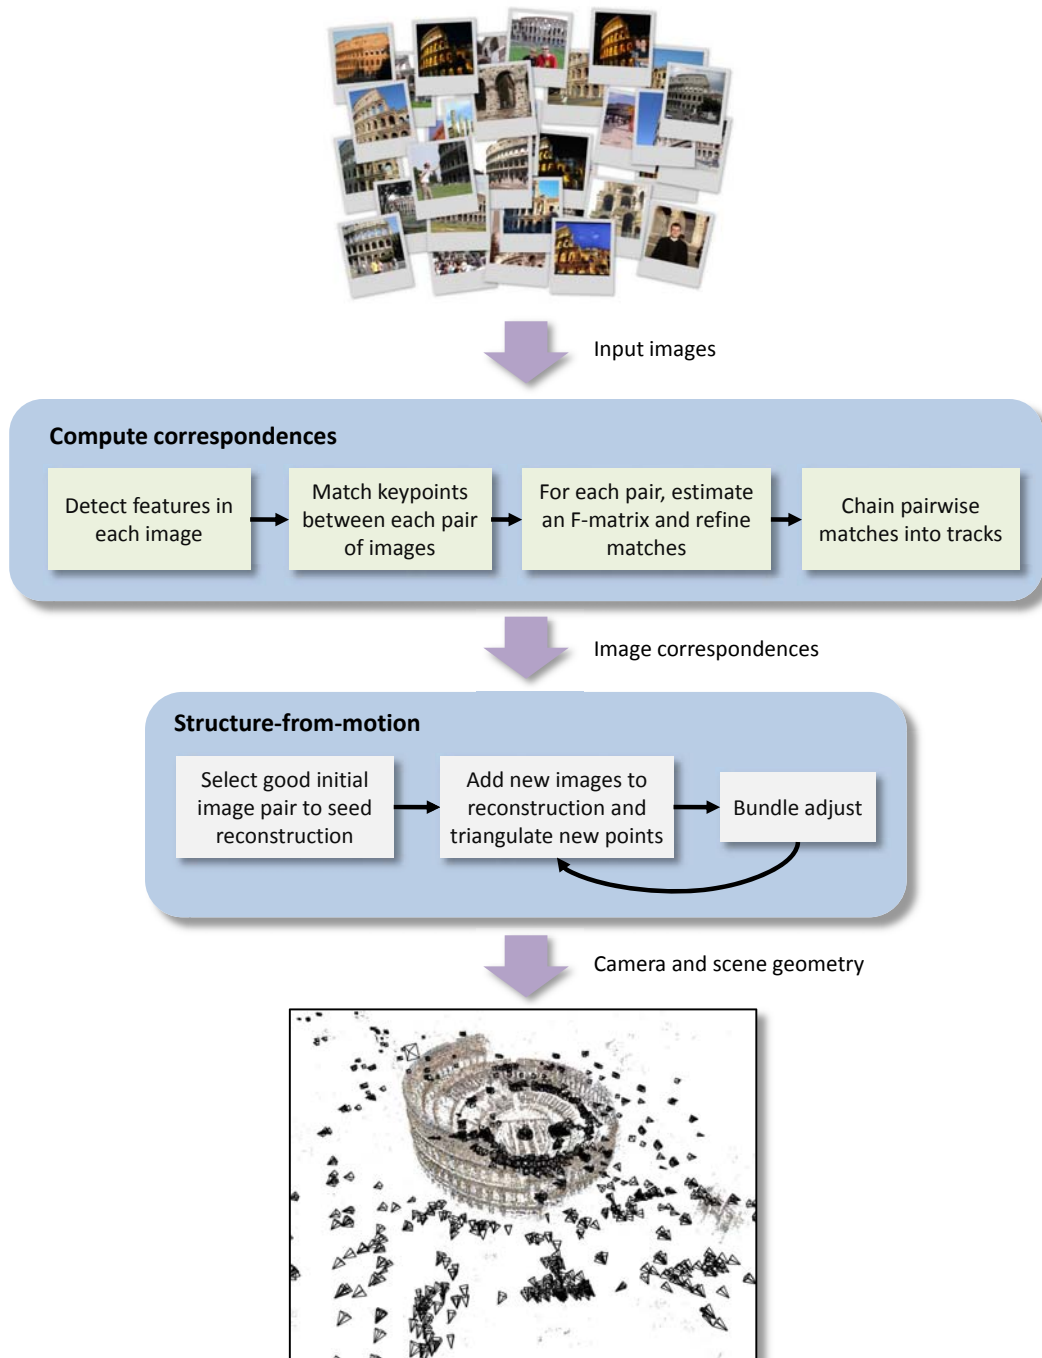 Input images
Compute correspondences
Detect features in
each image
Match keypoints
between each pair
of images
For each pair, estimate
an F-matrix and refine
matches
Chain pairwise
matches into tracks
Image correspondences
Structure-from-motion
Select good initial
image pair to seed
reconstruction
Add new images to
reconstruction and
triangulate new points
Bundle adjust
Camera and scene geometry